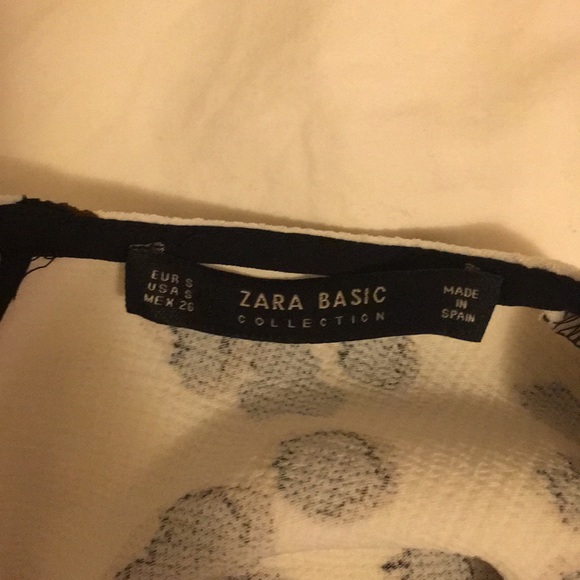 EUR S
USA S
MEX 26
ZARA BASIC
COLLECTION
MADE
IN
SPAIN